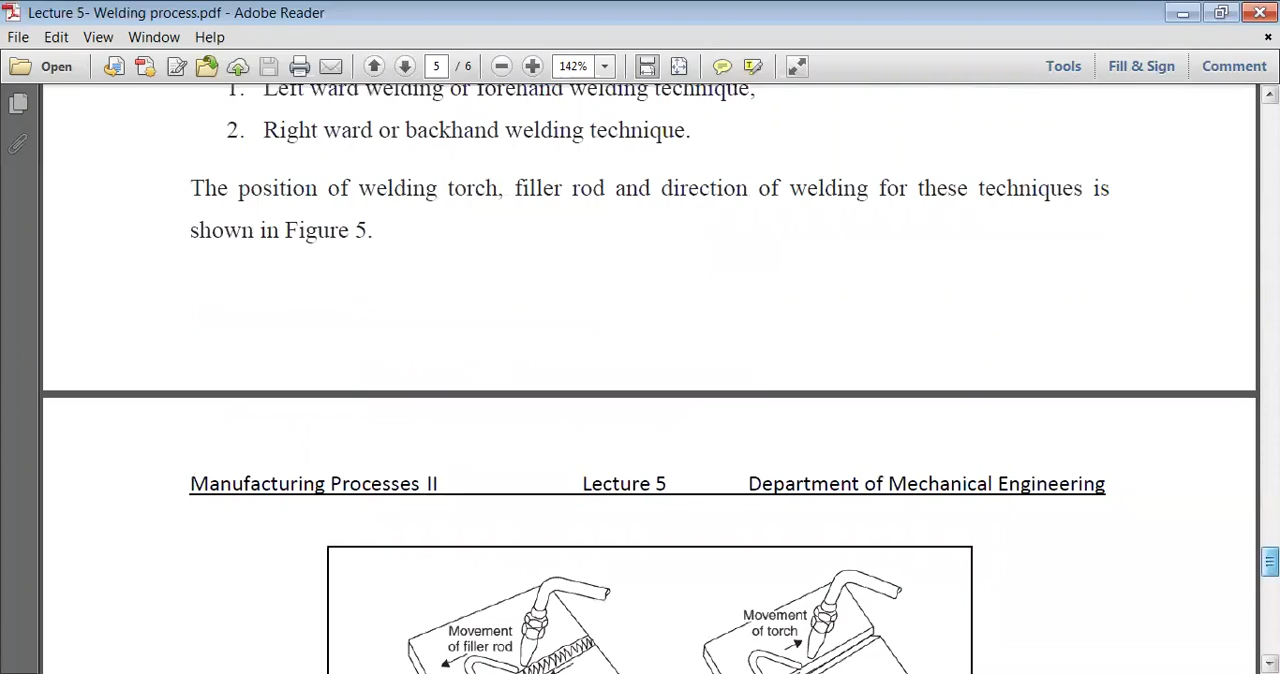 Lecture 5- Welding process.pdf - Adobe Reader
File Edit View Window Help
Open 5 / 6 142% Tools Fill & Sign Comment
1. Left ward welding or forehand welding technique,
2. Right ward or backhand welding technique.
The position of welding torch, filler rod and direction of welding for these techniques is
shown in Figure 5.
Manufacturing Processes II Lecture 5 Department of Mechanical Engineering
Movement
of filler rod
Movement
of torch